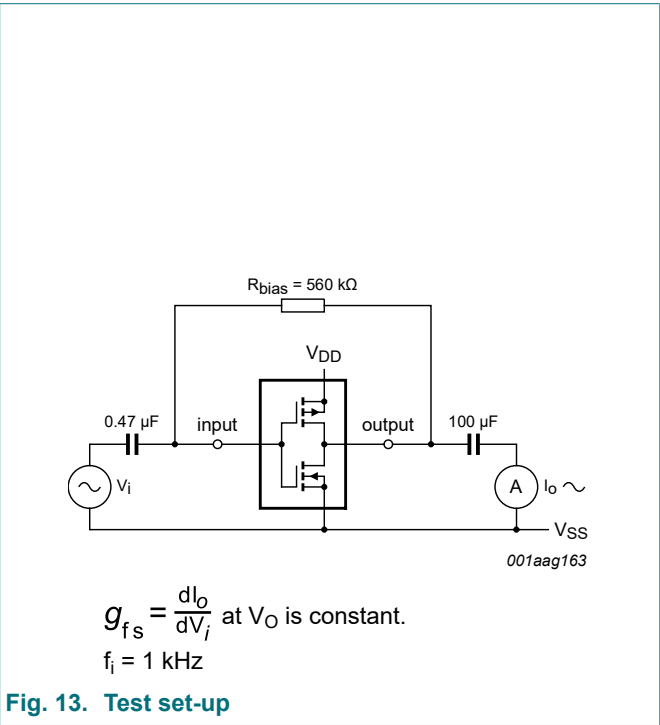 Rbias = 560 kΩ
VDD
0.47 µF
input
output
100 µF
Vi
A
Io
VSS
001aag163
gfs = dIo/dVi at VO is constant.
fi = 1 kHz
Fig. 13. Test set-up